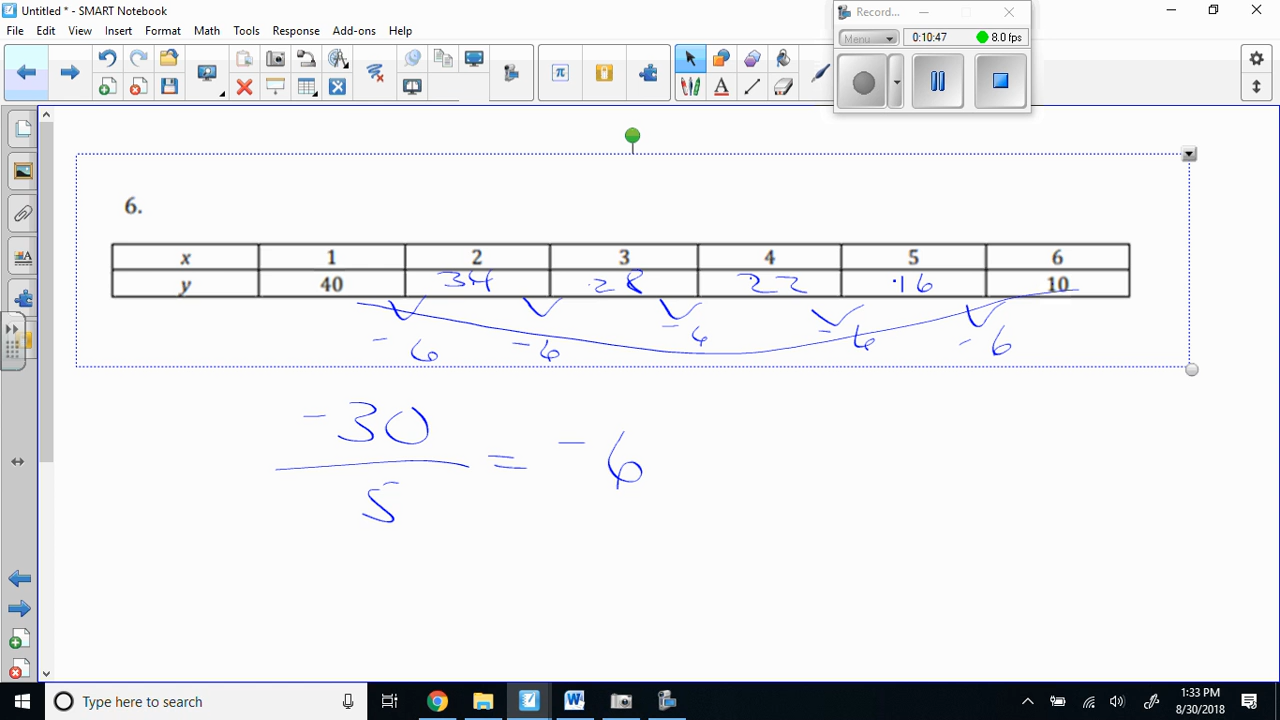 Untitled * - SMART Notebook
Record...
File Edit View Insert Format Math Tools Response Add-ons Help
Menu 0:10:47 8.0 fps
6.
x 1 2 3 4 5 6
y 40 34 28 22 16 10
-6 -6 -6 -6 -6
-30
5
= -6
Type here to search
1:33 PM
8/30/2018